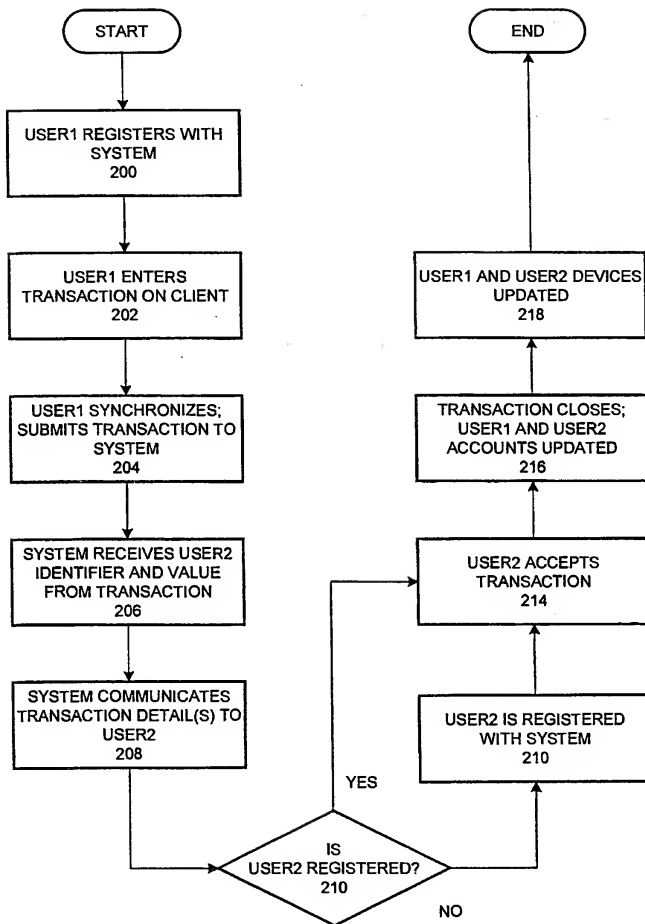 START
USER1 REGISTERS WITH
SYSTEM
200
USER1 ENTERS
TRANSACTION ON CLIENT
202
USER1 SYNCHRONIZES;
SUBMITS TRANSACTION TO
SYSTEM
204
SYSTEM RECEIVES USER2
IDENTIFIER AND VALUE
FROM TRANSACTION
206
SYSTEM COMMUNICATES
TRANSACTION DETAIL(S) TO
USER2
208
IS
USER2 REGISTERED?
210
YES
NO
USER2 IS REGISTERED
WITH SYSTEM
210
USER2 ACCEPTS
TRANSACTION
214
TRANSACTION CLOSES;
USER1 AND USER2
ACCOUNTS UPDATED
216
USER1 AND USER2 DEVICES
UPDATED
218
END